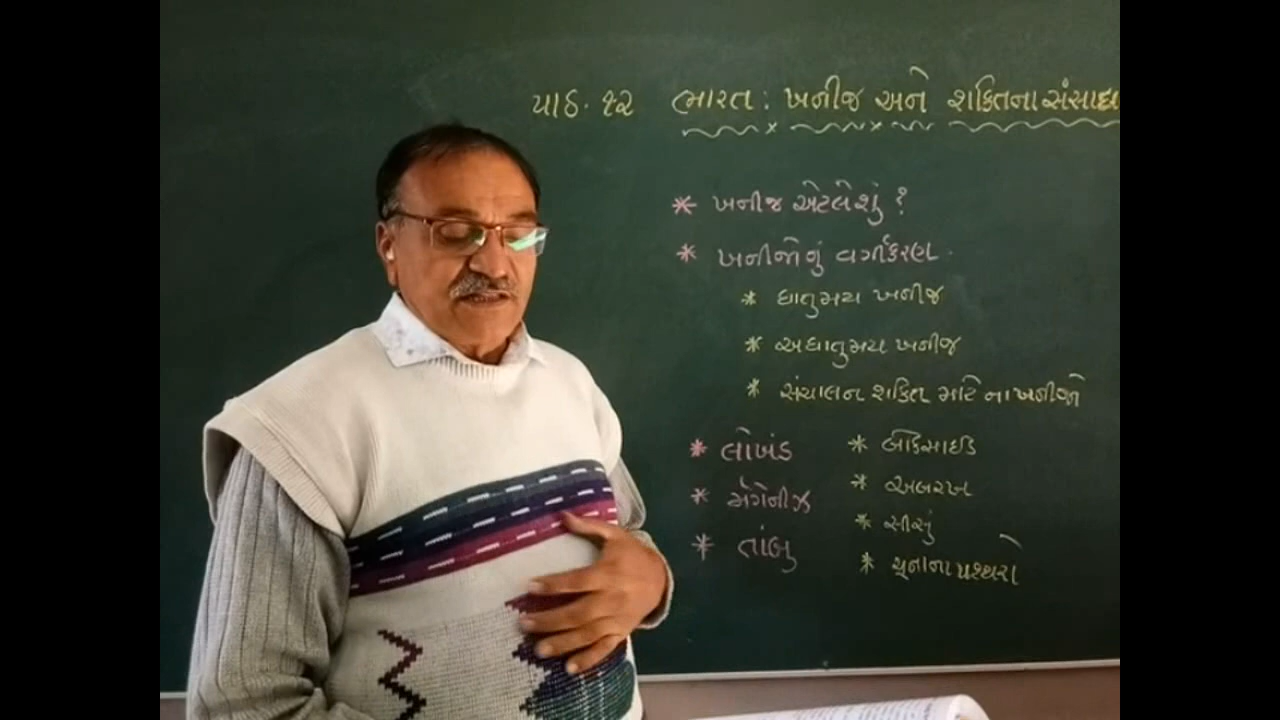 પાઠ. ૧૨ ભારત : ખનીજ અને શક્તિના સંસાધ
* ખનીજ એટલે શું ?
* ખનીજોનું વર્ગીકરણ.
* ધાતુમય ખનીજ
* અધાતુમય ખનીજ
* સંચાલન શક્તિ માટે ના ખનીજો
* લોખંડ * બોક્સાઈડ
* મેંગેનીઝ * અબરખ
* તાંબુ * સીસું
* ચૂનાના પથ્થરો